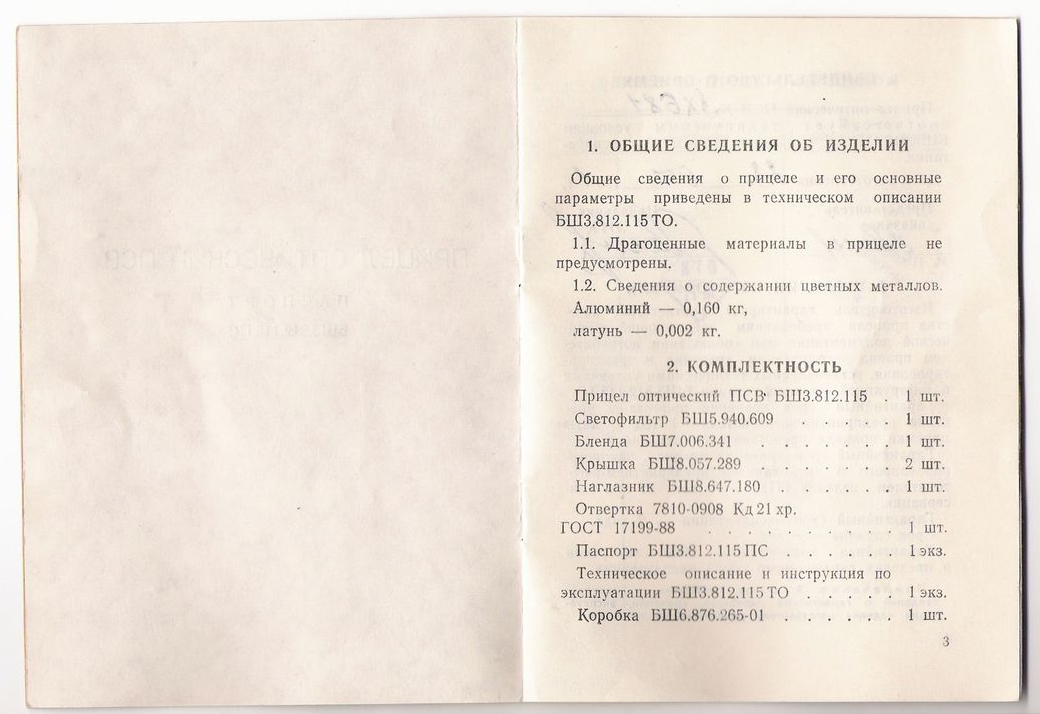 1. ОБЩИЕ СВЕДЕНИЯ ОБ ИЗДЕЛИИ
Общие сведения о прицеле и его основные
параметры приведены в техническом описании
БШ3.812.115 ТО.
1.1. Драгоценные материалы в прицеле не
предусмотрены.
1.2. Сведения о содержании цветных металлов.
Алюминий — 0,160 кг,
латунь — 0,002 кг.
2. КОМПЛЕКТНОСТЬ
Прицел оптический ПСВ БШ3.812.115 . 1 шт.
Светофильтр БШ5.940.609 . . . . . 1 шт.
Бленда БШ7.006.341 . . . . . . . 1 шт.
Крышка БШ8.057.289 . . . . . . . 2 шт.
Наглазник БШ8.647.180 . . . . . . 1 шт.
Отвертка 7810-0908 Кд 21 хр.
ГОСТ 17199-88 . . . . . . . . . . 1 шт.
Паспорт БШ3.812.115 ПС . . . . . . 1 экз.
Техническое описание и инструкция по
эксплуатации БШ3.812.115 ТО . . . . . 1 экз.
Коробка БШ6.876.265-01 . . . . . . 1 шт.
3